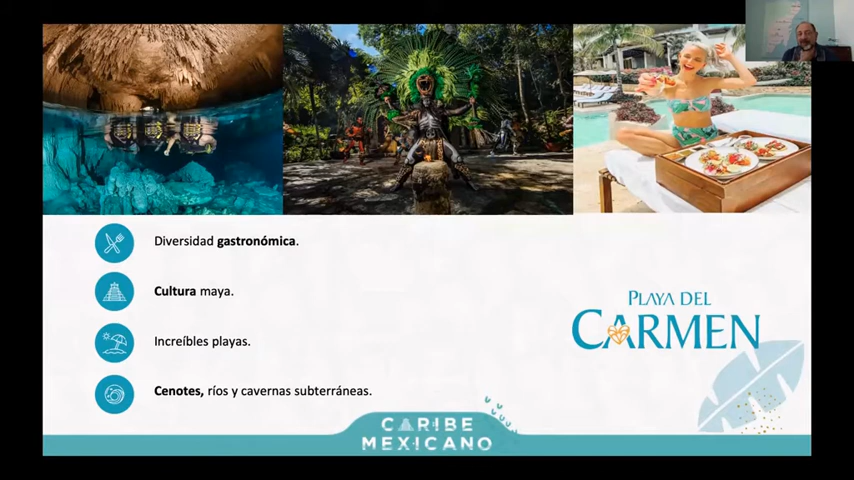 Diversidad gastronómica.
Cultura maya.
Increíbles playas.
Cenotes, ríos y cavernas subterráneas.
PLAYA DEL
CARMEN
CARIBE
MEXICANO